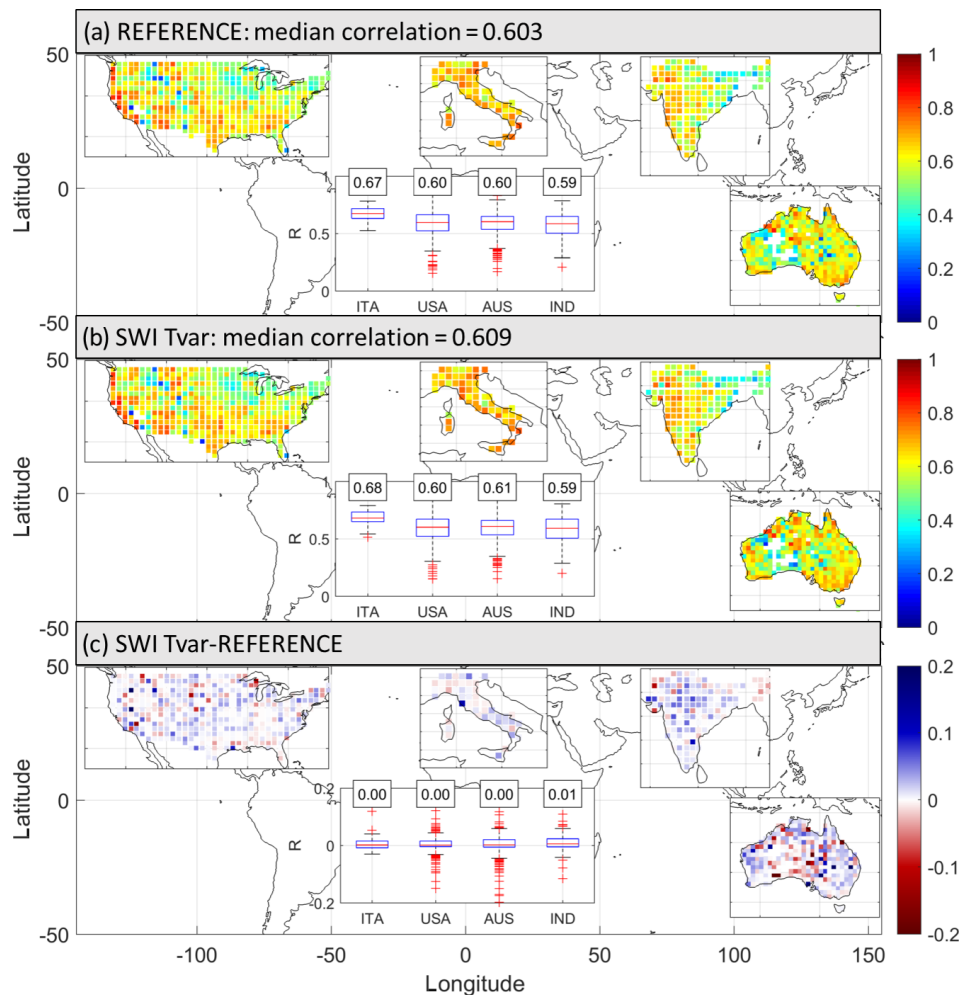 (a) REFERENCE: median correlation = 0.603
50
0
-50
Latitude
0.67 0.60 0.60 0.59
R
0.5
0
ITA USA AUS IND
1
0.8
0.6
0.4
0.2
0
(b) SWI Tvar: median correlation = 0.609
50
0
-50
Latitude
0.68 0.60 0.61 0.59
R
0.5
0
ITA USA AUS IND
1
0.8
0.6
0.4
0.2
0
(c) SWI Tvar-REFERENCE
50
0
-50
Latitude
0.2
0.00 0.00 0.00 0.01
R
0
0.2
ITA USA AUS IND
0.2
0.1
0
-0.1
-0.2
-100 -50 0 50 100 150
Longitude